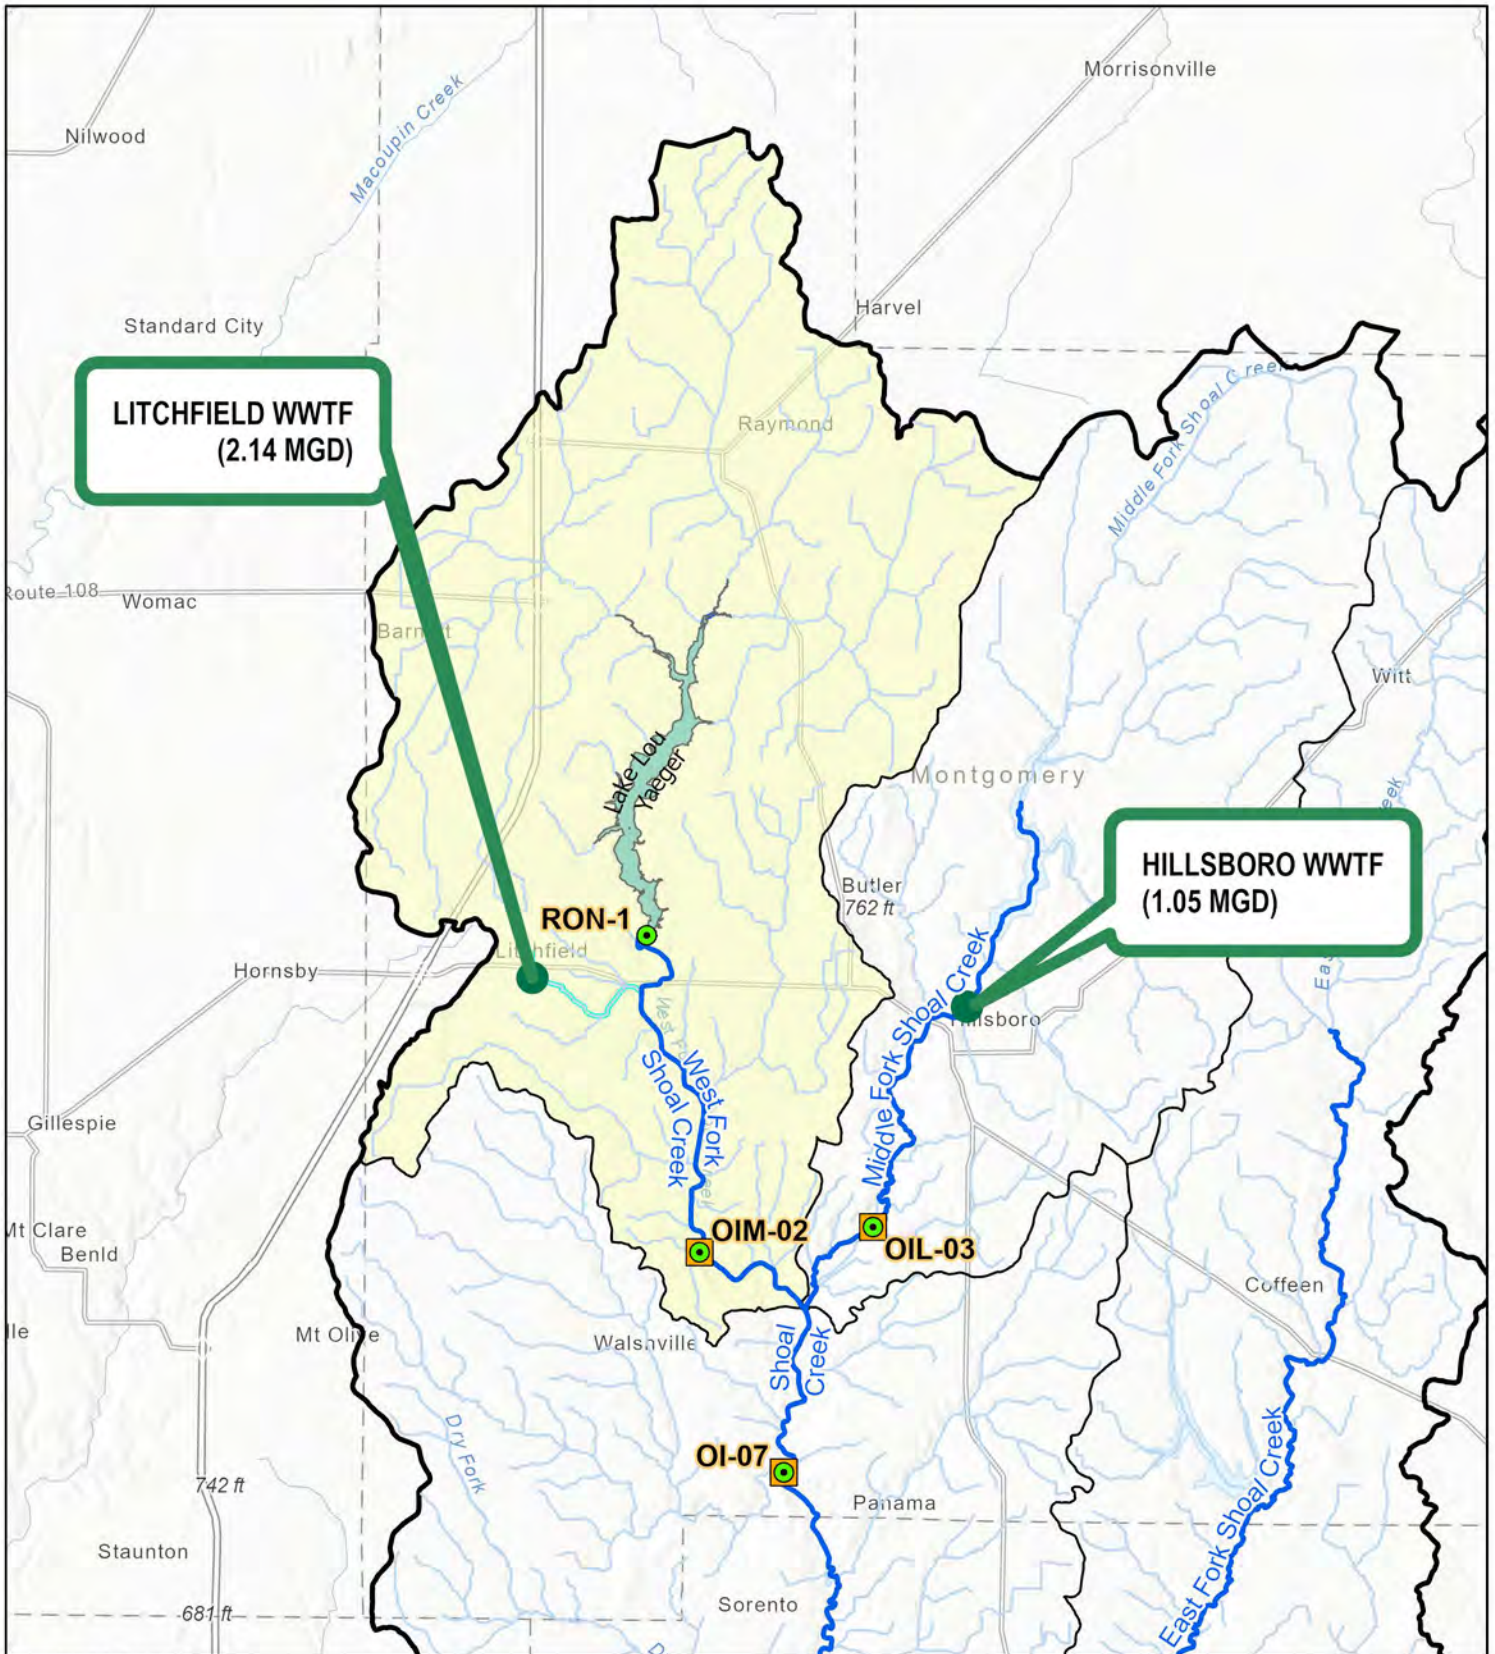 Morrisonville
Nilwood
Macoupin Creek
Harvel
Standard City
Middle Fork Shoal Creek
LITCHFIELD WWTF
(2.14 MGD)
Raymond
Route 108
Womac
Witt
Lake Lou
Yaeger
Montgomery
HILLSBORO WWTF
(1.05 MGD)
Butler
762 ft
RON-1
Litchfield
Hornsby
Middle Fork Shoal Creek
Hillsboro
West Fork
Shoal Creek
Gillespie
Mt Clare
Benld
OIM-02
OIL-03
Coffeen
Mt Olive
Walshville
Shoal
Creek
Dry Fork
OI-07
742 ft
Panama
East Fork Shoal Creek
Staunton
Sorento
681 ft